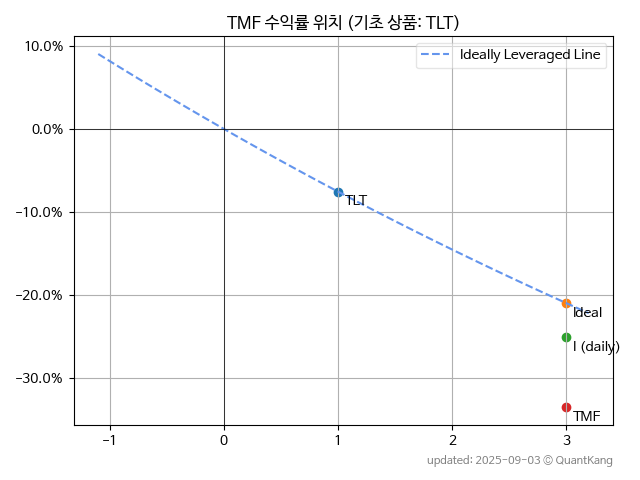 TMF 수익률 위치 (기초 상품: TLT)
Ideally Leveraged Line
10.0%
0.0%
−10.0%
−20.0%
−30.0%
TLT
Ideal
I (daily)
TMF
−1
0
1
2
3
updated: 2025-09-03 © QuantKang